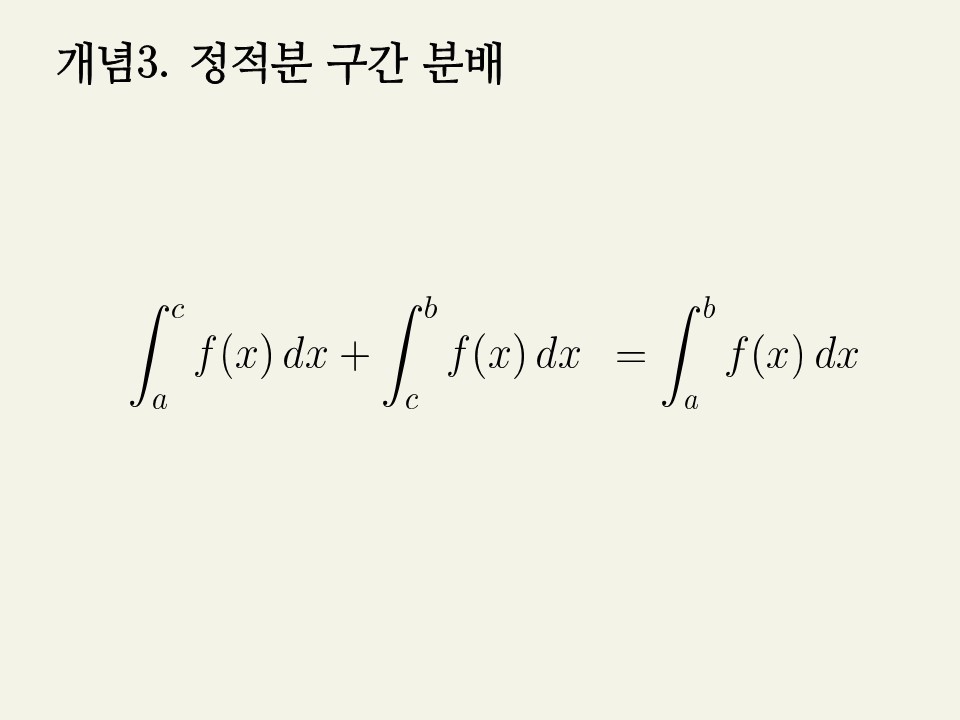 개념3. 정적분 구간 분배
∫_a^c f(x) dx + ∫_c^b f(x) dx = ∫_a^b f(x) dx